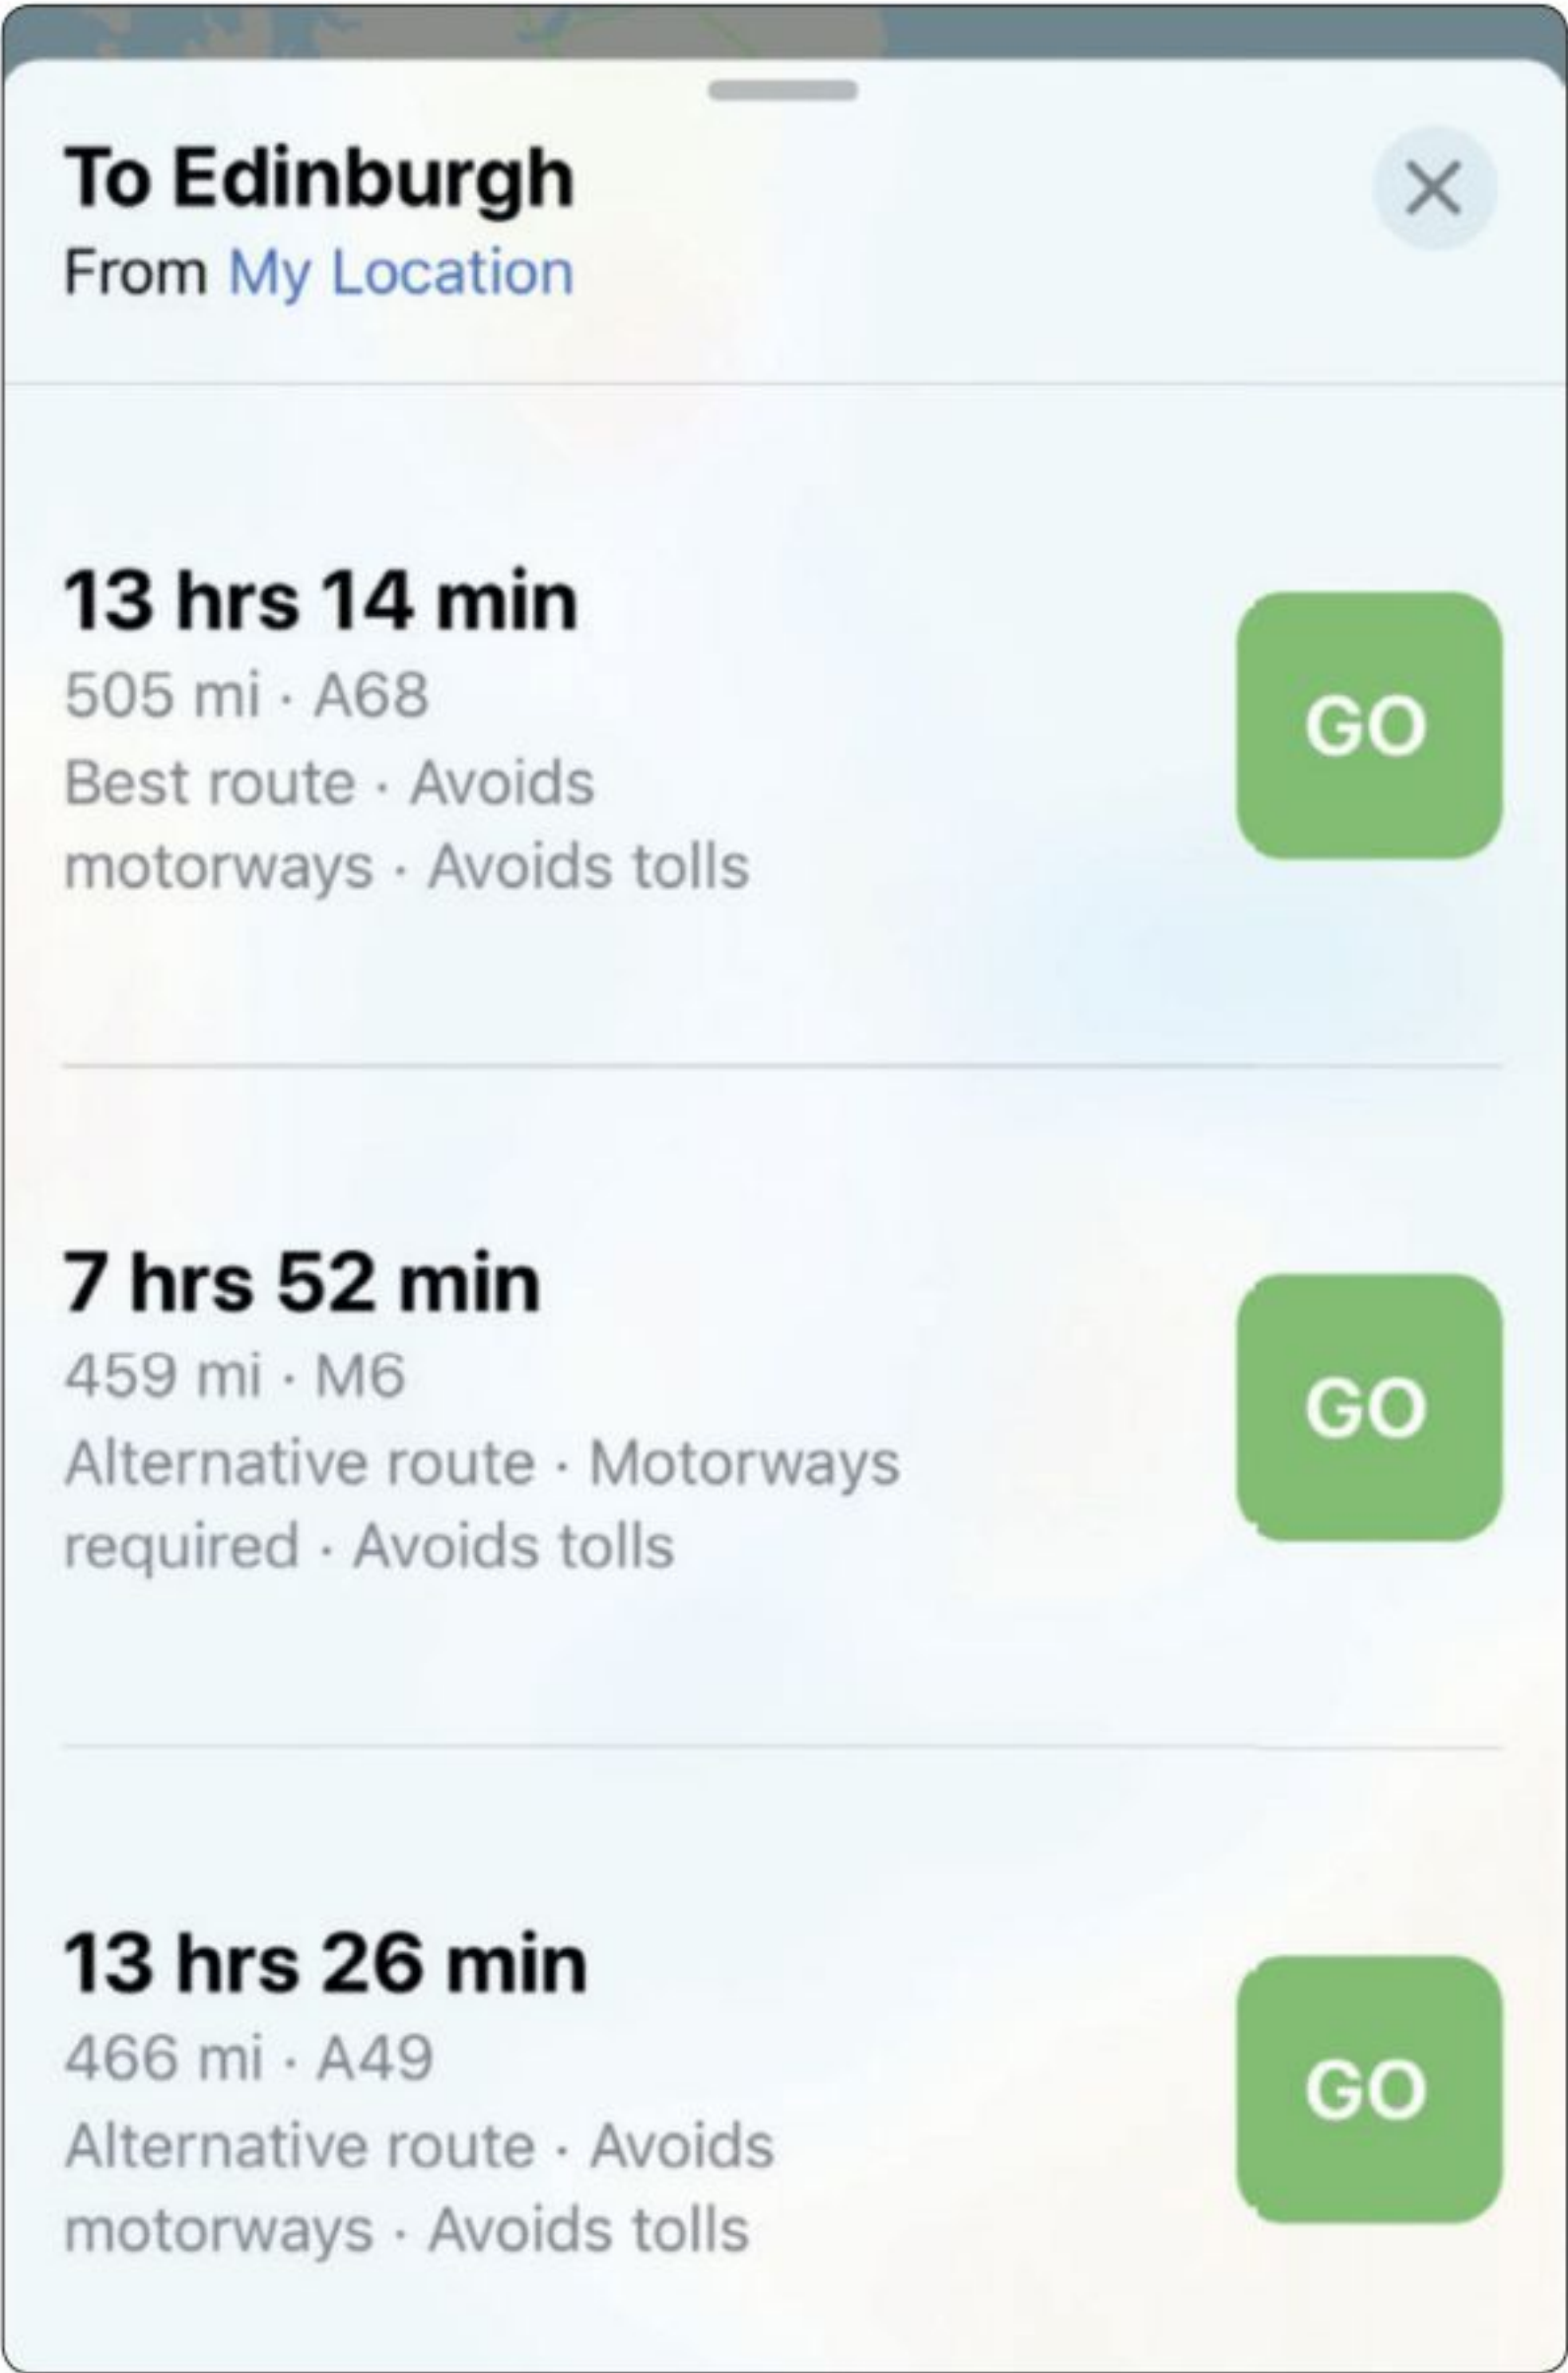 To Edinburgh
From My Location
13 hrs 14 min
505 mi · A68
Best route · Avoids
motorways · Avoids tolls
GO
7 hrs 52 min
459 mi · M6
Alternative route · Motorways
required · Avoids tolls
GO
13 hrs 26 min
466 mi · A49
Alternative route · Avoids
motorways · Avoids tolls
GO